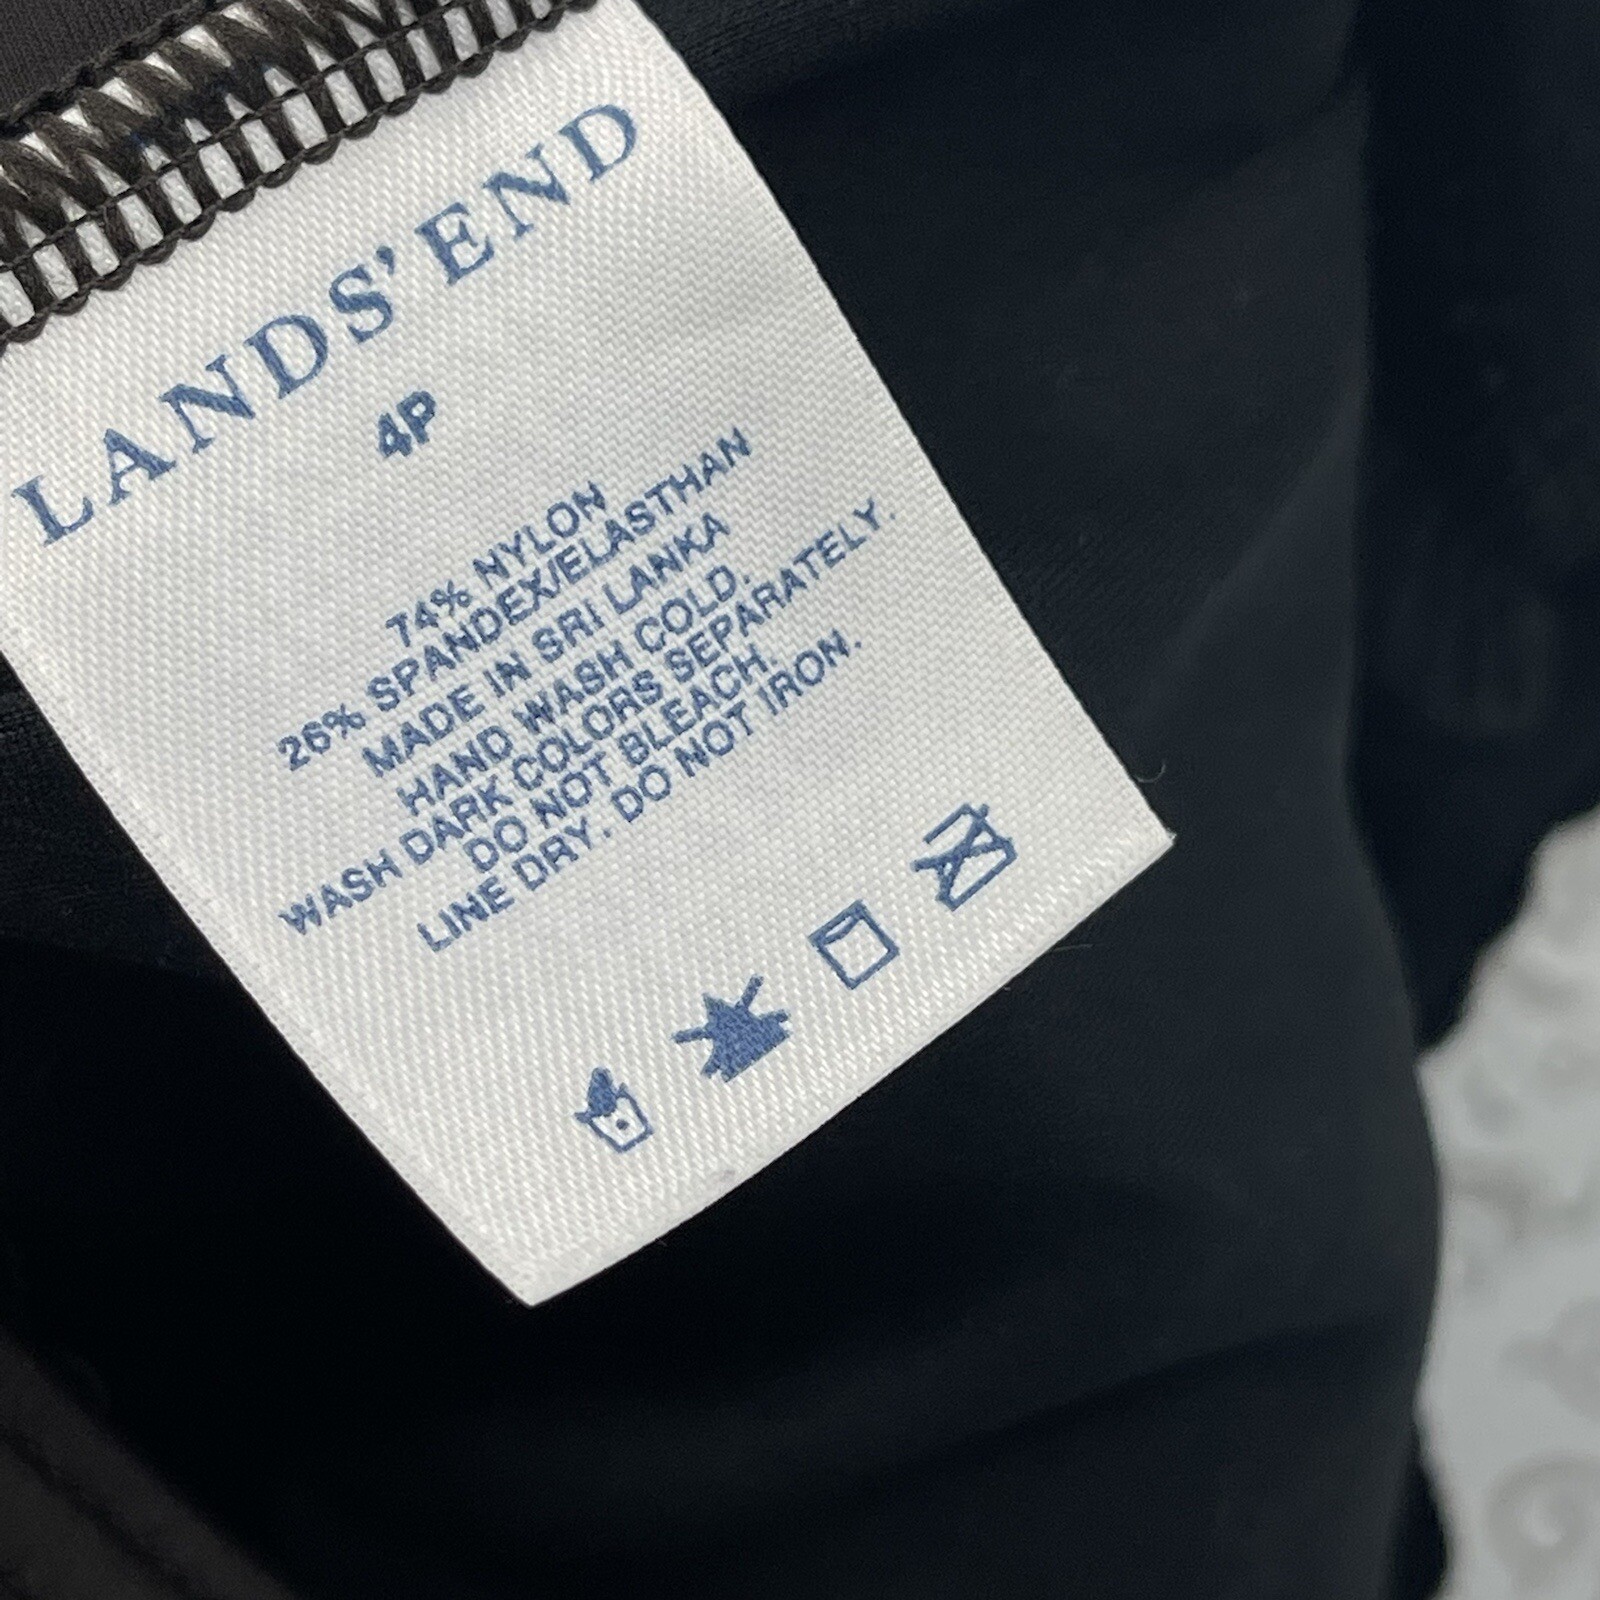 LANDS' END
4P
74% NYLON
26% SPANDEX/ELASTHAN
MADE IN SRI LANKA
HAND WASH COLD.
WASH DARK COLORS SEPARATELY.
DO NOT BLEACH.
LINE DRY. DO NOT IRON.